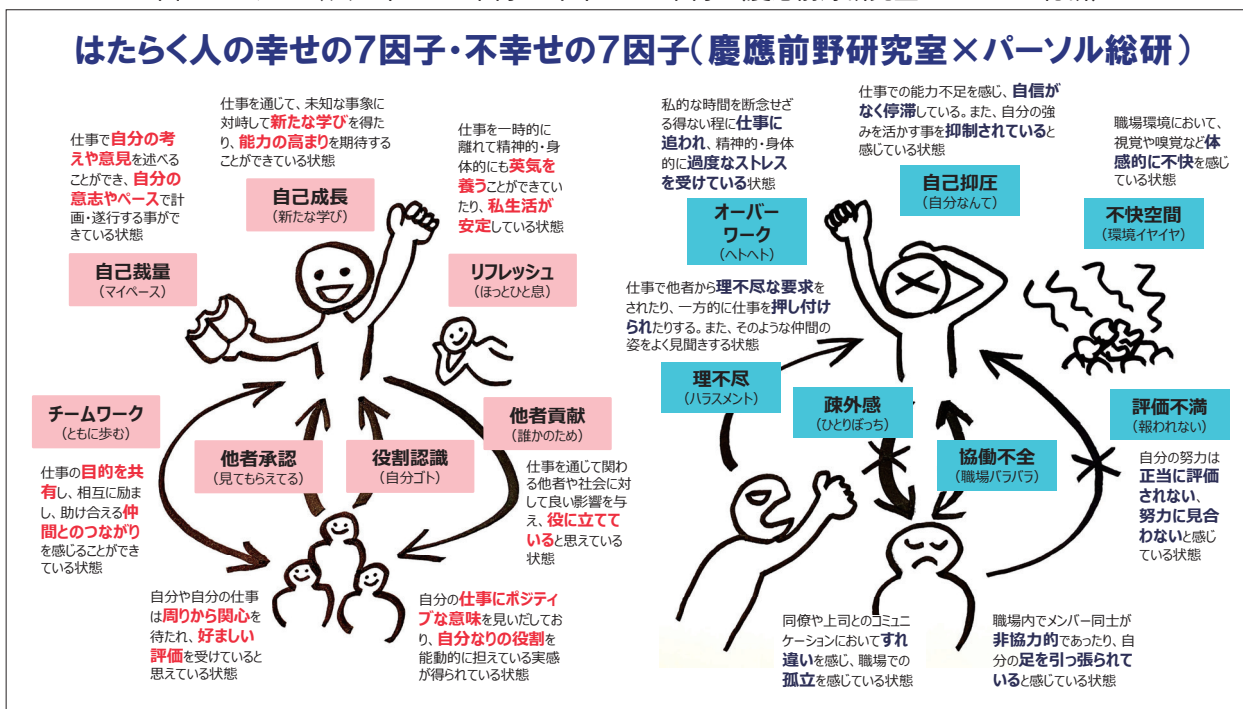 はたらく人の幸せの7因子・不幸せの7因子(慶應前野研究室×パーソル総研)
仕事で自分の考
えや意見を述べる
ことができ、自分の
意志やペースで計
画・遂行する事がで
きている状態
自己裁量
(マイペース)
仕事を通じて、未知な事象に
対峙して新たな学びを得た
り、能力の高まりを期待する
ことができている状態
自己成長
(新たな学び)
仕事を一時的に
離れて精神的・身
体的にも英気を
養うことができてい
たり、私生活が
安定している状態
リフレッシュ
(ほっとひと息)
チームワーク
(ともに歩む)
仕事の目的を共
有し、相互に励ま
し、助け合える仲
間とのつながり
を感じることができ
ている状態
他者承認
(見てもらえてる)
自分や自分の仕事
は周りから関心を
待たれ、好ましい
評価を受けていると
思えている状態
役割認識
(自分ゴト)
自分の仕事にポジティ
ブな意味を見いだしてお
り、自分なりの役割を
能動的に担えている実感
が得られている状態
他者貢献
(誰かのため)
仕事を通じて関わ
る他者や社会に対
して良い影響を与
え、役に立てて
いると思えている
状態
私的な時間を断念せざ
る得ない程に仕事に
追われ、精神的・身体
的に過度なストレス
を受けている状態
オーバー
ワーク
(ヘトヘト)
仕事での能力不足を感じ、自信が
なく停滞している。また、自分の強
みを活かす事を抑制されていると
感じている状態
自己抑圧
(自分なんて)
職場環境において、
視覚や嗅覚など体
感的に不快を感じ
ている状態
不快空間
(環境イヤイヤ)
仕事で他者から理不尽な要求を
されたり、一方的に仕事を押し付け
られたりする。また、そのような仲間の
姿をよく見聞きする状態
理不尽
(ハラスメント)
疎外感
(ひとりぼっち)
同僚や上司とのコミュニ
ケーションにおいてすれ
違いを感じ、職場での
孤立を感じている状態
協働不全
(職場バラバラ)
職場内でメンバー同士が
非協力的であったり、自
分の足を引っ張られて
いると感じている状態
評価不満
(報われない)
自分の努力は
正当に評価
されない、
努力に見合
わないと感じ
ている状態